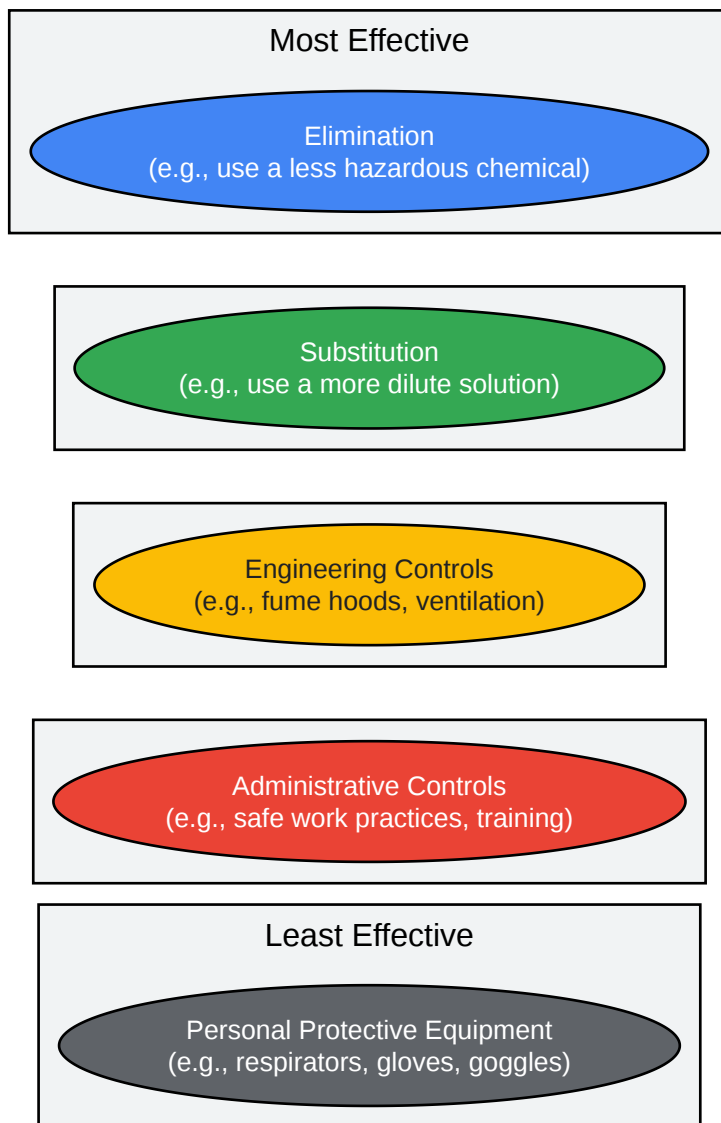 Most Effective
Elimination
(e.g., use a less hazardous chemical)
Substitution
(e.g., use a more dilute solution)
Engineering Controls
(e.g., fume hoods, ventilation)
Administrative Controls
(e.g., safe work practices, training)
Least Effective
Personal Protective Equipment
(e.g., respirators, gloves, goggles)